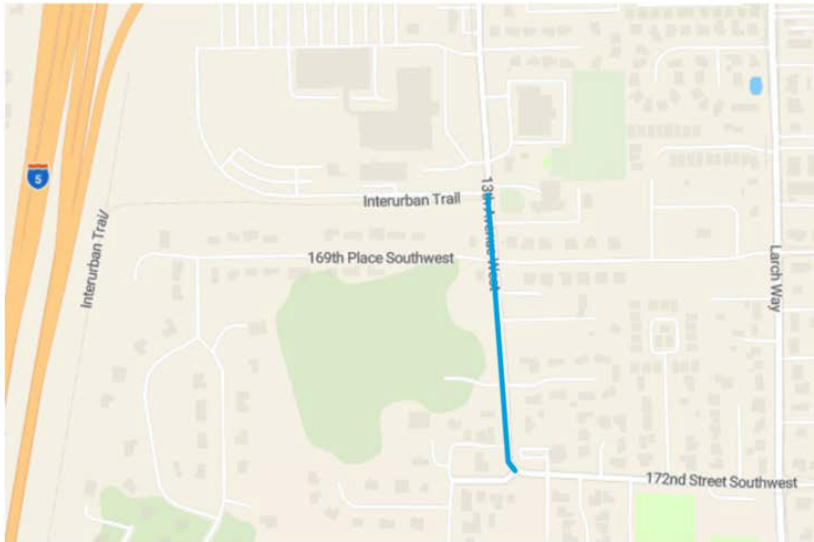 5
13th Avenue West
Interurban Trail
Interurban Trail
169th Place Southwest
Larch Way
172nd Street Southwest